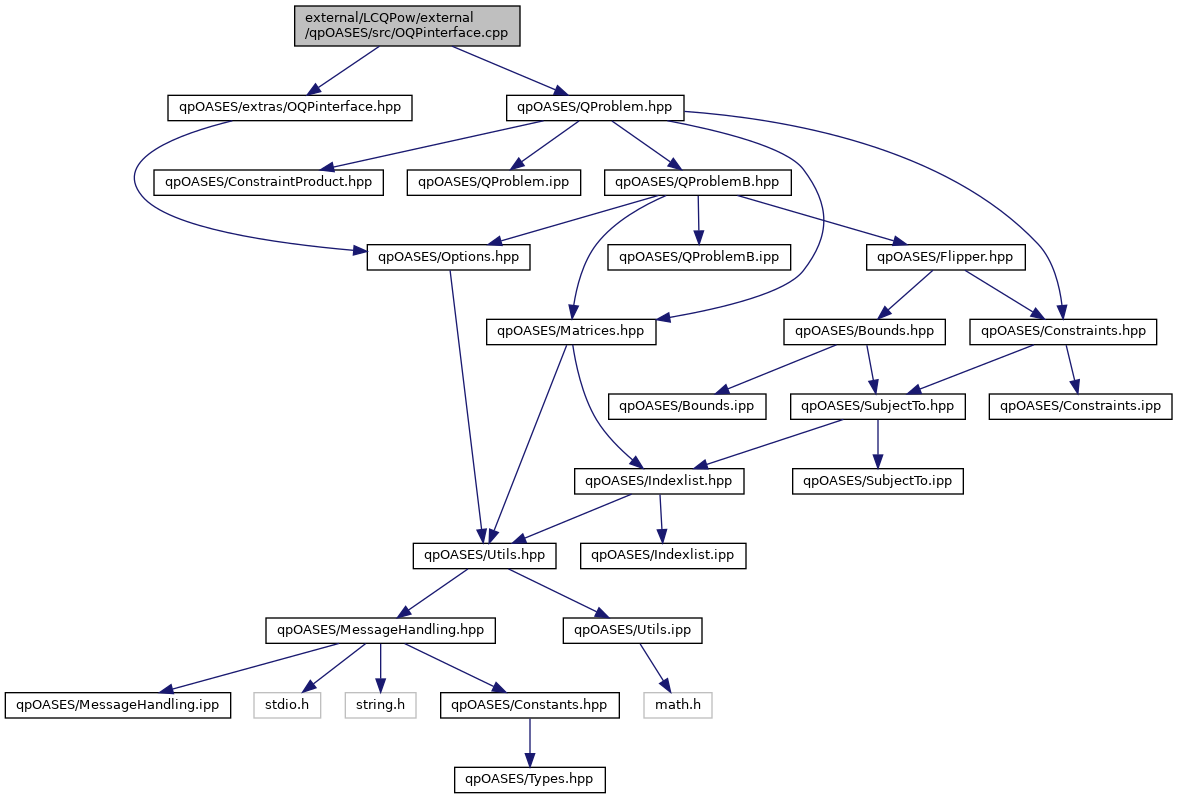 external/LCQPow/external
/qpOASES/src/OQPinterface.cpp
qpOASES/extras/OQPinterface.hpp
qpOASES/QProblem.hpp
qpOASES/ConstraintProduct.hpp
qpOASES/QProblem.ipp
qpOASES/QProblemB.hpp
qpOASES/Options.hpp
qpOASES/QProblemB.ipp
qpOASES/Flipper.hpp
qpOASES/Matrices.hpp
qpOASES/Bounds.hpp
qpOASES/Constraints.hpp
qpOASES/Bounds.ipp
qpOASES/SubjectTo.hpp
qpOASES/Constraints.ipp
qpOASES/Indexlist.hpp
qpOASES/SubjectTo.ipp
qpOASES/Utils.hpp
qpOASES/Indexlist.ipp
qpOASES/MessageHandling.hpp
qpOASES/Utils.ipp
qpOASES/MessageHandling.ipp
stdio.h
string.h
qpOASES/Constants.hpp
math.h
qpOASES/Types.hpp